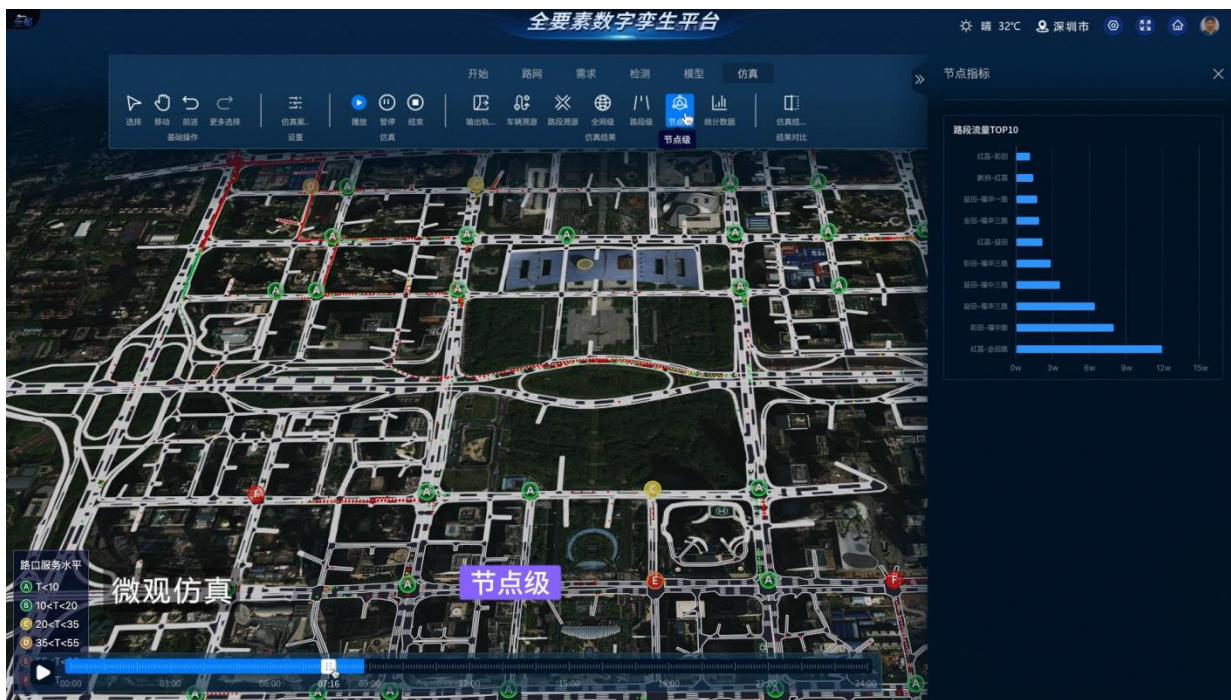 全要素数字孪生平台
晴 32℃ 深圳市
开始 路网 需求 检测 模型 仿真
选择 移动 前进 更多选择 仿真案... 播放 暂停 结束 输出轨... 车辆溯源 路段溯源 全网级 路段级 节点级 统计数据 仿真结...
基础操作 设置 仿真 仿真结果 结果对比
节点级
节点指标
路段流量TOP10
红荔-彩田
新洲-红荔
益田-福华一路
金田-福华三路
红荔-益田
彩田-福华三路
益田-福中三路
益田-福华三路
彩田-福中路
红荔-金田路
0w 3w 6w 9w 12w 15w
路口服务水平
A T<10
B 10<T<20
C 20<T<35
D 35<T<55
微观仿真
节点级
00:00 03:00 06:00 07:16 09:00 12:00 15:00 18:00 21:00 24:00